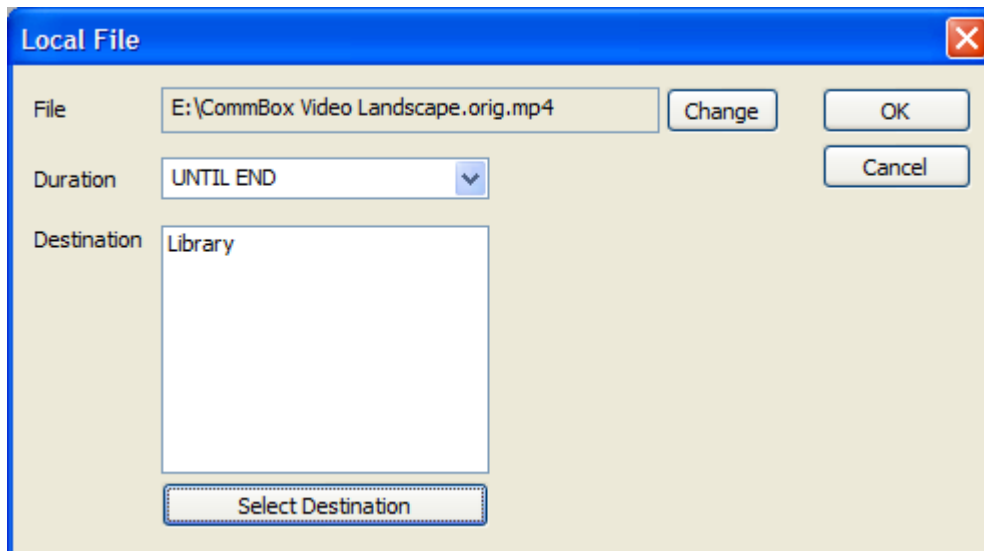 Local File
File E:\CommBox Video Landscape.orig.mp4 Change OK
Cancel
Duration UNTIL END
Destination Library
Select Destination